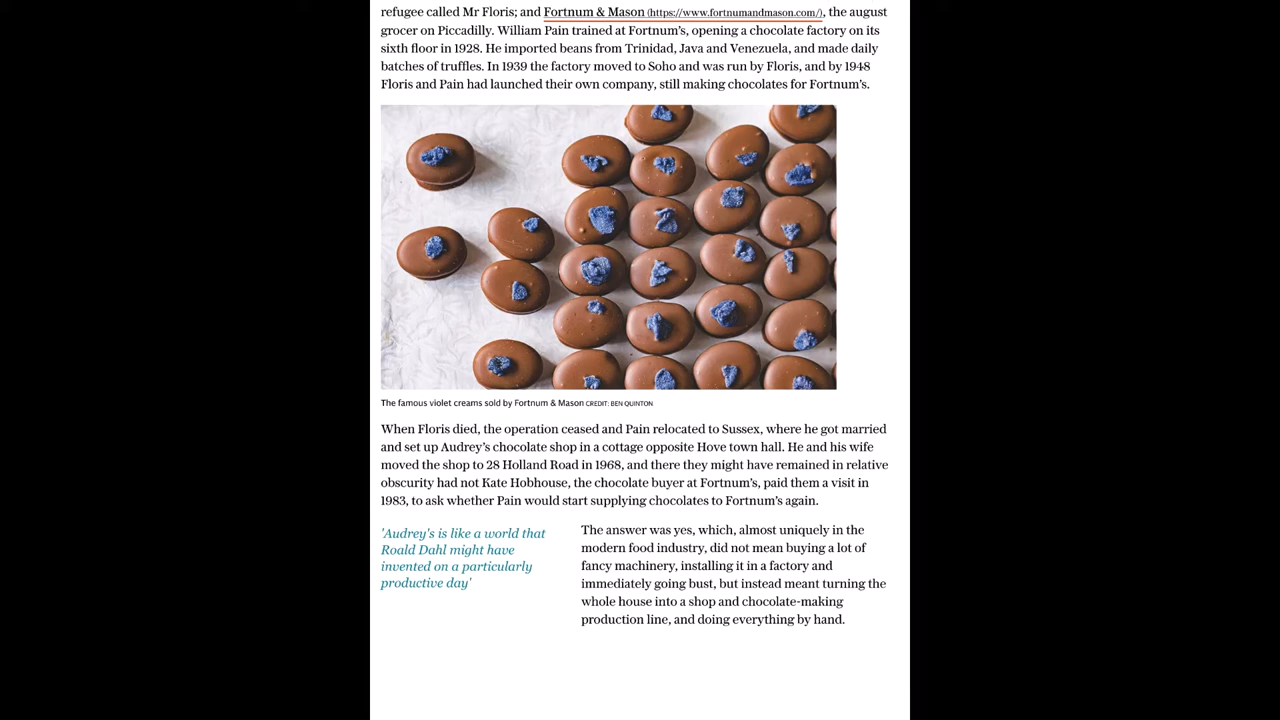 refugee called Mr Floris; and Fortnum & Mason (https://www.fortnumandmason.com/), the august
grocer on Piccadilly. William Pain trained at Fortnum’s, opening a chocolate factory on its
sixth floor in 1928. He imported beans from Trinidad, Java and Venezuela, and made daily
batches of truffles. In 1939 the factory moved to Soho and was run by Floris, and by 1948
Floris and Pain had launched their own company, still making chocolates for Fortnum’s.
The famous violet creams sold by Fortnum & Mason CREDIT: BEN QUINTON
When Floris died, the operation ceased and Pain relocated to Sussex, where he got married
and set up Audrey’s chocolate shop in a cottage opposite Hove town hall. He and his wife
moved the shop to 28 Holland Road in 1968, and there they might have remained in relative
obscurity had not Kate Hobhouse, the chocolate buyer at Fortnum’s, paid them a visit in
1983, to ask whether Pain would start supplying chocolates to Fortnum’s again.
'Audrey's is like a world that
Roald Dahl might have
invented on a particularly
productive day'
The answer was yes, which, almost uniquely in the
modern food industry, did not mean buying a lot of
fancy machinery, installing it in a factory and
immediately going bust, but instead meant turning the
whole house into a shop and chocolate-making
production line, and doing everything by hand.